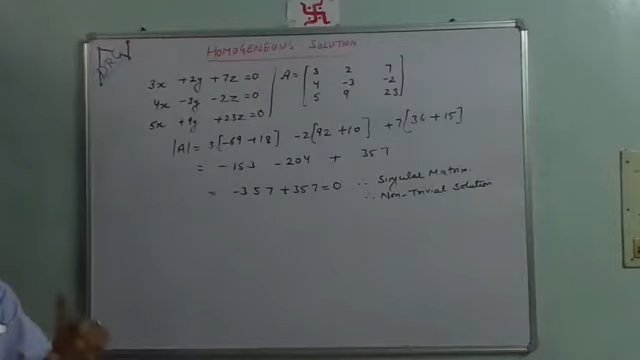 DRC
HOMOGENEOUS SOLUTION
3x + 2y + 7z = 0
4x - 3y - 2z = 0
5x + 9y + 23z = 0
A = [ 3 2 7
4 -3 -2
5 9 23 ]
|A| = 3[-69 + 18] - 2[92 + 10] + 7[36 + 15]
= - 153 - 204 + 357
= - 357 + 357 = 0 ∴ Singular Matrix.
∴ Non-Trivial Solution